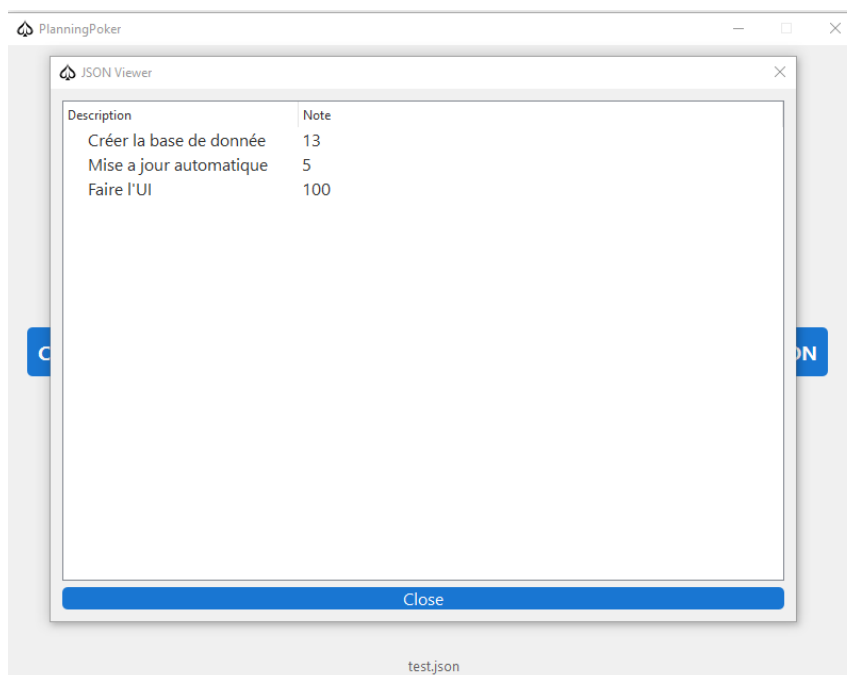 PlanningPoker
JSON Viewer
Description Note
Créer la base de donnée 13
Mise a jour automatique 5
Faire l'UI 100
Close
test.json